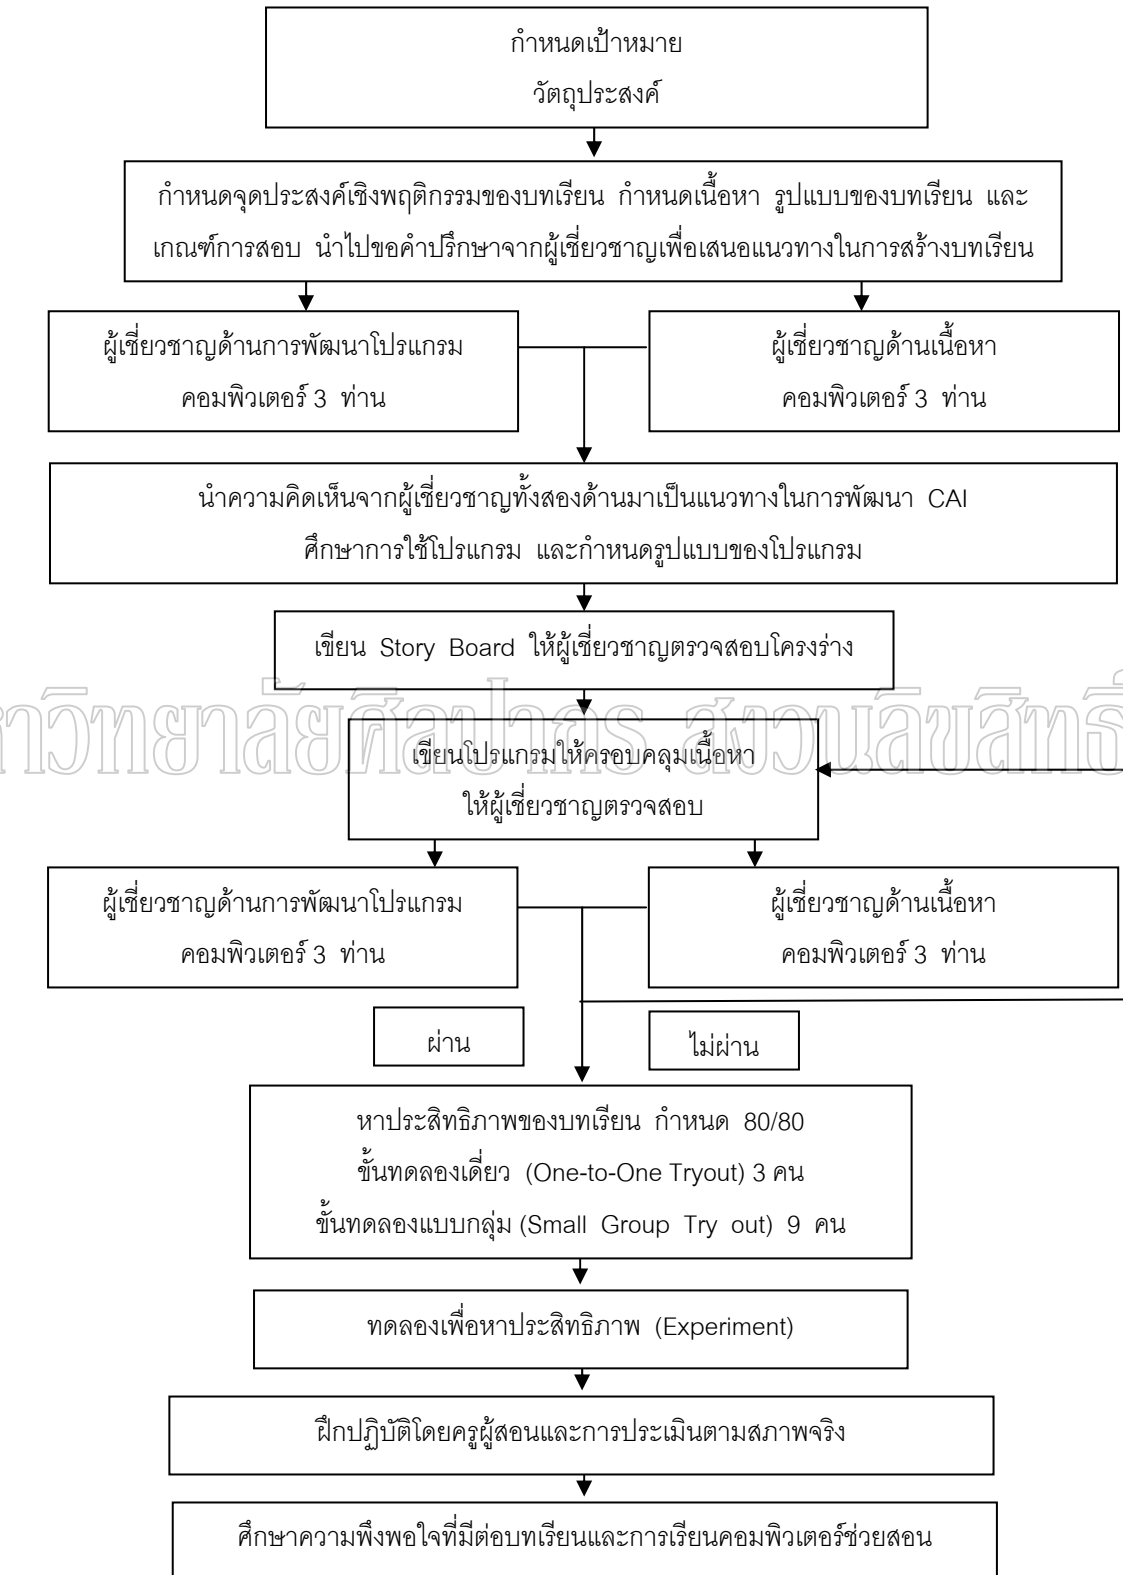 กำหนดเป้าหมาย
วัตถุประสงค์
กำหนดจุดประสงค์เชิงพฤติกรรมของบทเรียน กำหนดเนื้อหา รูปแบบของบทเรียน และ
เกณฑ์การสอบ นำไปขอคำปรึกษาจากผู้เชี่ยวชาญเพื่อเสนอแนวทางในการสร้างบทเรียน
ผู้เชี่ยวชาญด้านการพัฒนาโปรแกรม
คอมพิวเตอร์ 3 ท่าน
ผู้เชี่ยวชาญด้านเนื้อหา
คอมพิวเตอร์ 3 ท่าน
นำความคิดเห็นจากผู้เชี่ยวชาญทั้งสองด้านมาเป็นแนวทางในการพัฒนา CAI
ศึกษาการใช้โปรแกรม และกำหนดรูปแบบของโปรแกรม
เขียน Story Board ให้ผู้เชี่ยวชาญตรวจสอบโครงร่าง
หาวิทยาลัยศิลปากร สงวนลิขสิทธิ์
เขียนโปรแกรมให้ครอบคลุมเนื้อหา
ให้ผู้เชี่ยวชาญตรวจสอบ
ผู้เชี่ยวชาญด้านการพัฒนาโปรแกรม
คอมพิวเตอร์ 3 ท่าน
ผู้เชี่ยวชาญด้านเนื้อหา
คอมพิวเตอร์ 3 ท่าน
ผ่าน
ไม่ผ่าน
หาประสิทธิภาพของบทเรียน กำหนด 80/80
ขั้นทดลองเดี่ยว (One-to-One Tryout) 3 คน
ขั้นทดลองแบบกลุ่ม (Small Group Try out) 9 คน
ทดลองเพื่อหาประสิทธิภาพ (Experiment)
ฝึกปฏิบัติโดยครูผู้สอนและการประเมินตามสภาพจริง
ศึกษาความพึงพอใจที่มีต่อบทเรียนและการเรียนคอมพิวเตอร์ช่วยสอน